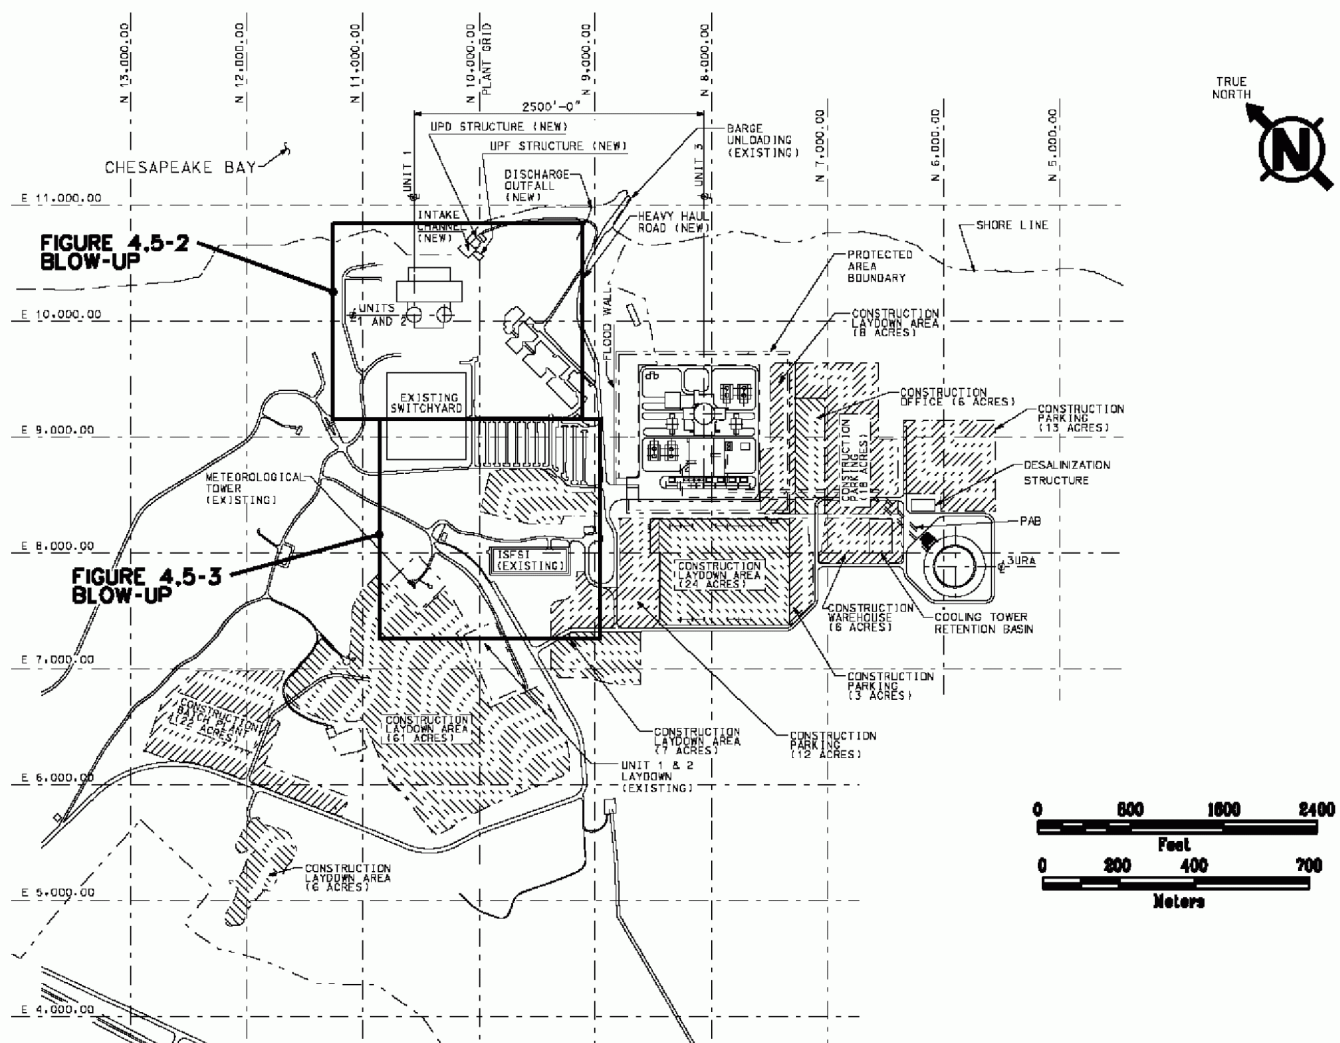 N 13,000.00
N 12,000.00
N 11,000.00
N 10,000.00
PLANT GRID
N 9,000.00
N 8,000.00
N 7,000.00
N 6,000.00
N 5,000.00
TRUE
NORTH
N
2500'-0"
UPD STRUCTURE (NEW)
UPF STRUCTURE (NEW)
BARGE
UNLOADING
(EXISTING)
CHESAPEAKE BAY
UNIT 1
UNIT 3
DISCHARGE
OUTFALL
(NEW)
E 11,000.00
INTAKE
CHANNEL
(NEW)
HEAVY HAUL
ROAD (NEW)
SHORE LINE
FIGURE 4.5-2
BLOW-UP
PROTECTED
AREA
BOUNDARY
UNITS
1 AND 2
E 10,000.00
FLOOD WALL
CONSTRUCTION
LAYDOWN AREA
(8 ACRES)
EXISTING
SWITCHYARD
CONSTRUCTION
OFFICE (6 ACRES)
CONSTRUCTION
PARKING
(13 ACRES)
E 9,000.00
CONSTRUCTION
PARKING
(18 ACRES)
METEOROLOGICAL
TOWER
(EXISTING)
DESALINIZATION
STRUCTURE
PAB
E 8,000.00
ISFSI
(EXISTING)
CONSTRUCTION
LAYDOWN AREA
(24 ACRES)
3URA
FIGURE 4.5-3
BLOW-UP
CONSTRUCTION
WAREHOUSE
(6 ACRES)
COOLING TOWER
RETENTION BASIN
E 7,000.00
CONSTRUCTION
PARKING
(3 ACRES)
CONSTRUCTION
BATCH PLANT
(22 ACRES)
CONSTRUCTION
LAYDOWN AREA
(61 ACRES)
CONSTRUCTION
LAYDOWN AREA
(7 ACRES)
CONSTRUCTION
PARKING
(12 ACRES)
UNIT 1 & 2
LAYDOWN
(EXISTING)
E 6,000.00
0 800 1600 2400
Feet
0 200 400 700
Meters
CONSTRUCTION
LAYDOWN AREA
(6 ACRES)
E 5,000.00
E 4,000.00